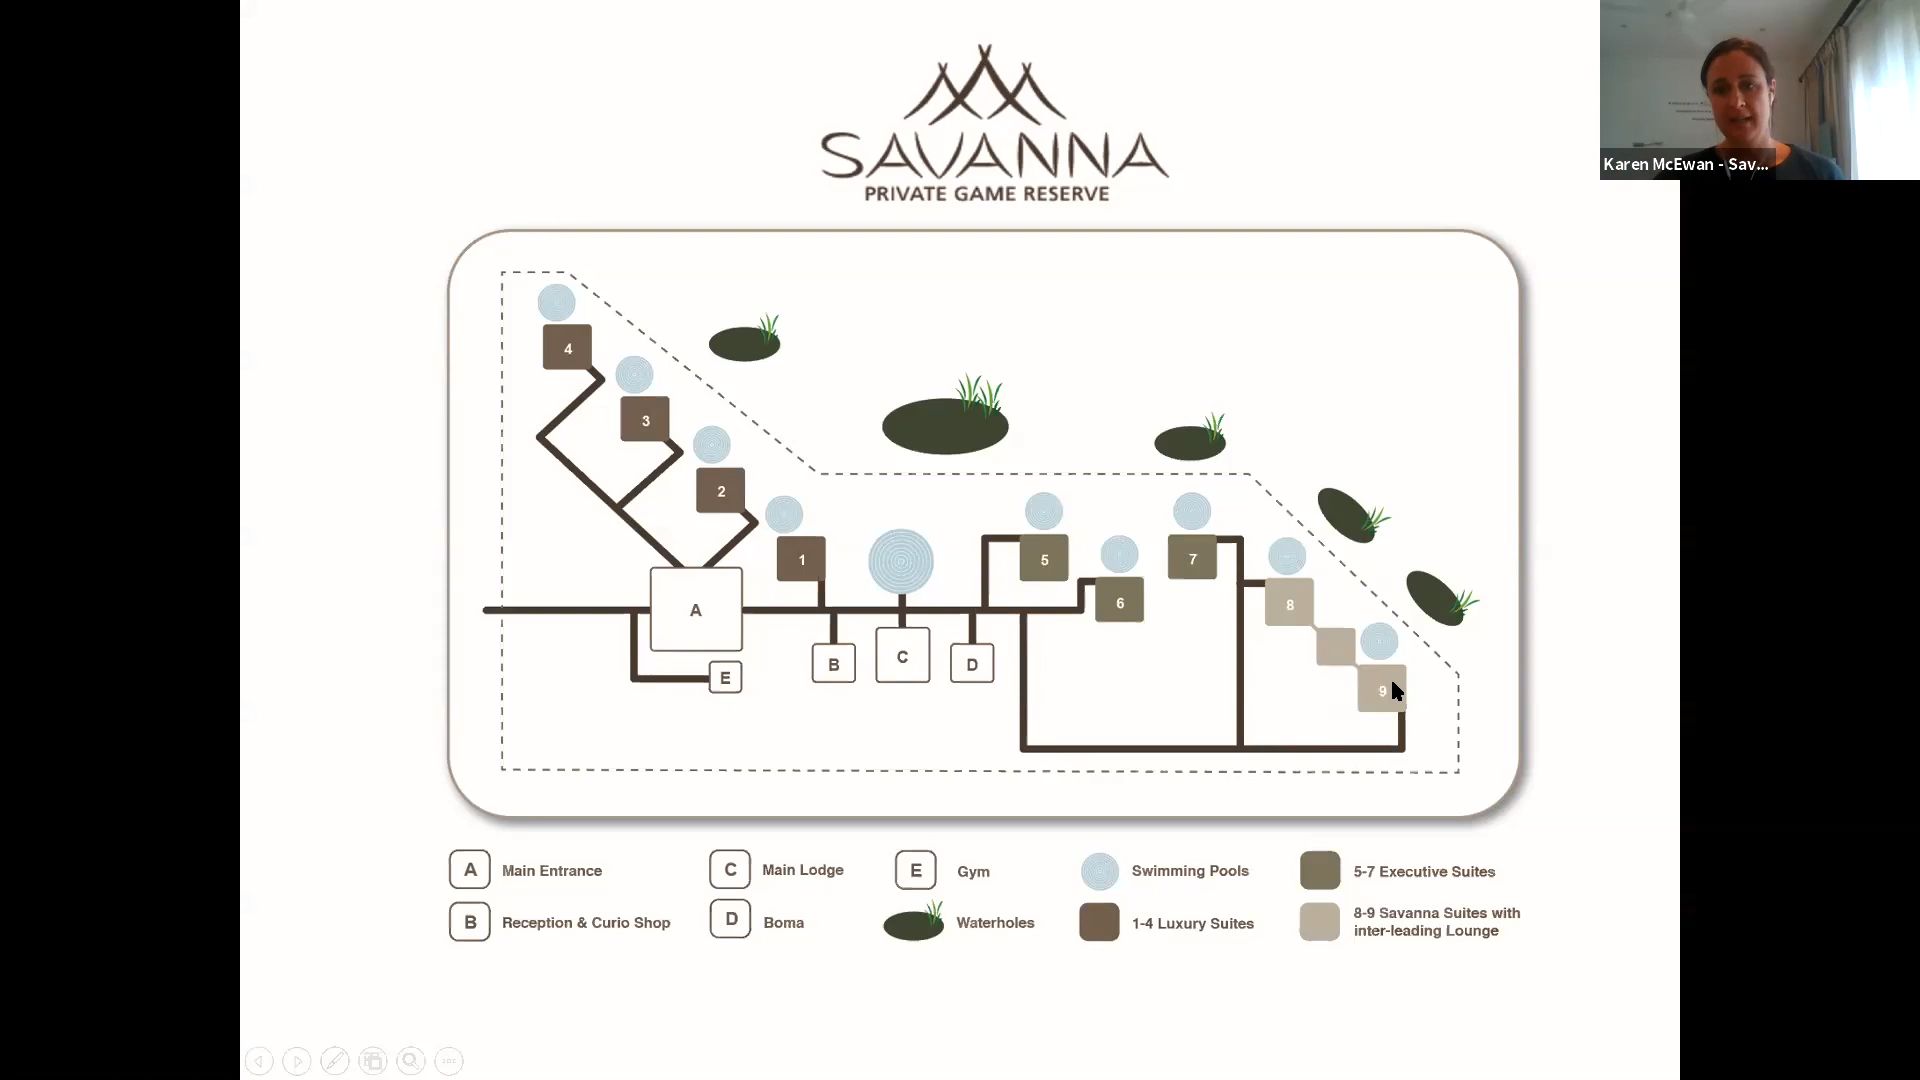 SAVANNA
PRIVATE GAME RESERVE
Karen McEwan - Sav...
4
3
2
1
5
7
6
8
9
A
B
C
D
E
A Main Entrance
C Main Lodge
E Gym
Swimming Pools
5-7 Executive Suites
B Reception & Curio Shop
D Boma
Waterholes
1-4 Luxury Suites
8-9 Savanna Suites with
inter-leading Lounge